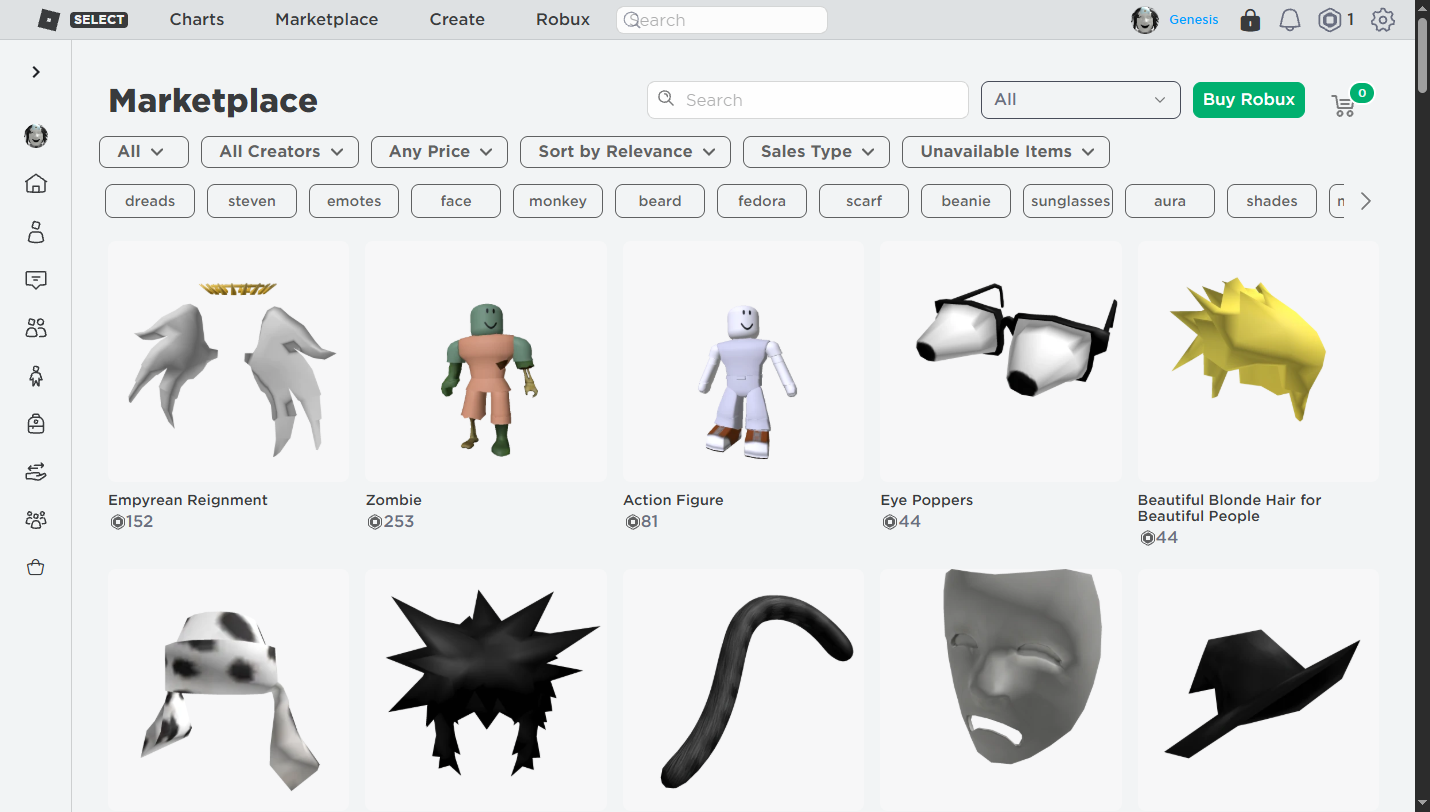 SELECT Charts Marketplace Create Robux Search Genesis 1
Marketplace Search All Buy Robux 0
All All Creators Any Price Sort by Relevance Sales Type Unavailable Items
dreads steven emotes face monkey beard fedora scarf beanie sunglasses aura shades
Empyrean Reignment
152
Zombie
253
Action Figure
81
Eye Poppers
44
Beautiful Blonde Hair for
Beautiful People
44